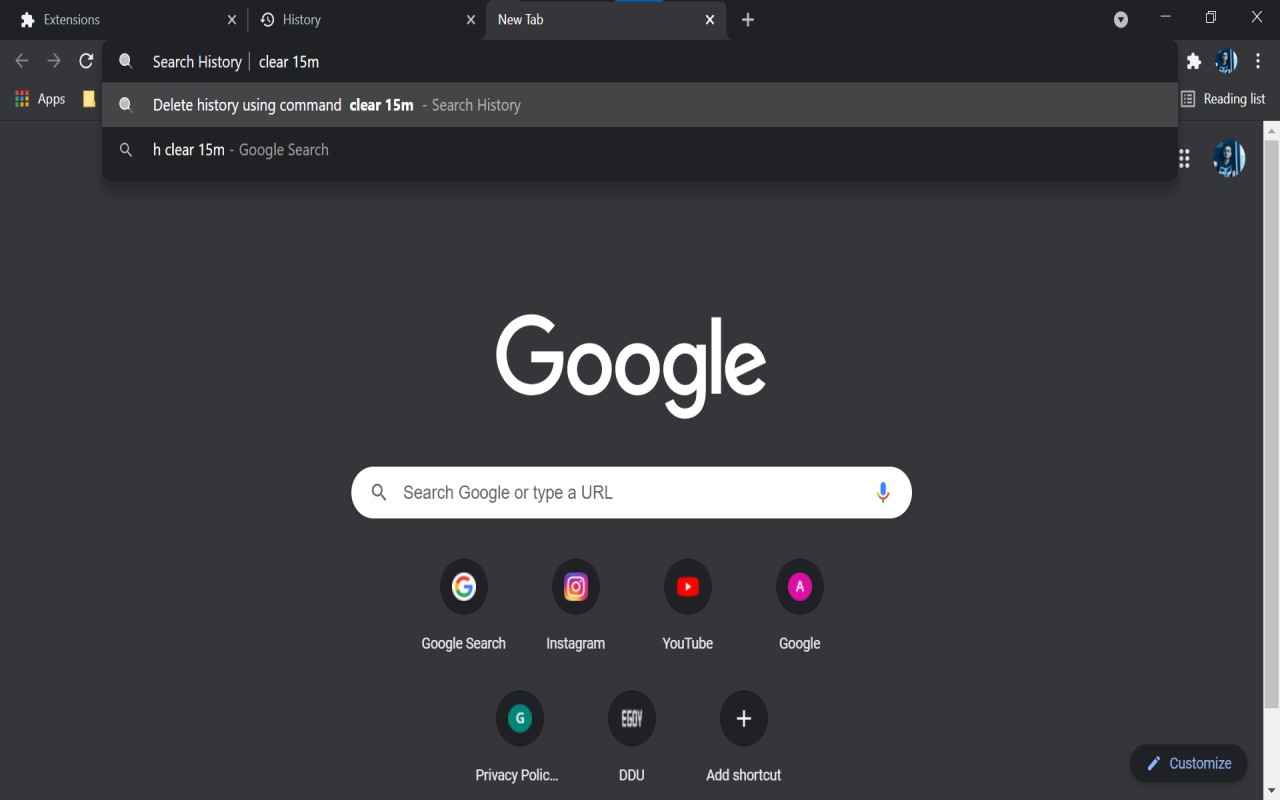 Extensions
History
New Tab
Search History | clear 15m
Apps
Delete history using command clear 15m - Search History
Reading list
h clear 15m - Google Search
Google
Search Google or type a URL
G
A
Google Search
Instagram
YouTube
Google
G
EGOV
Privacy Polic...
DDU
Add shortcut
Customize